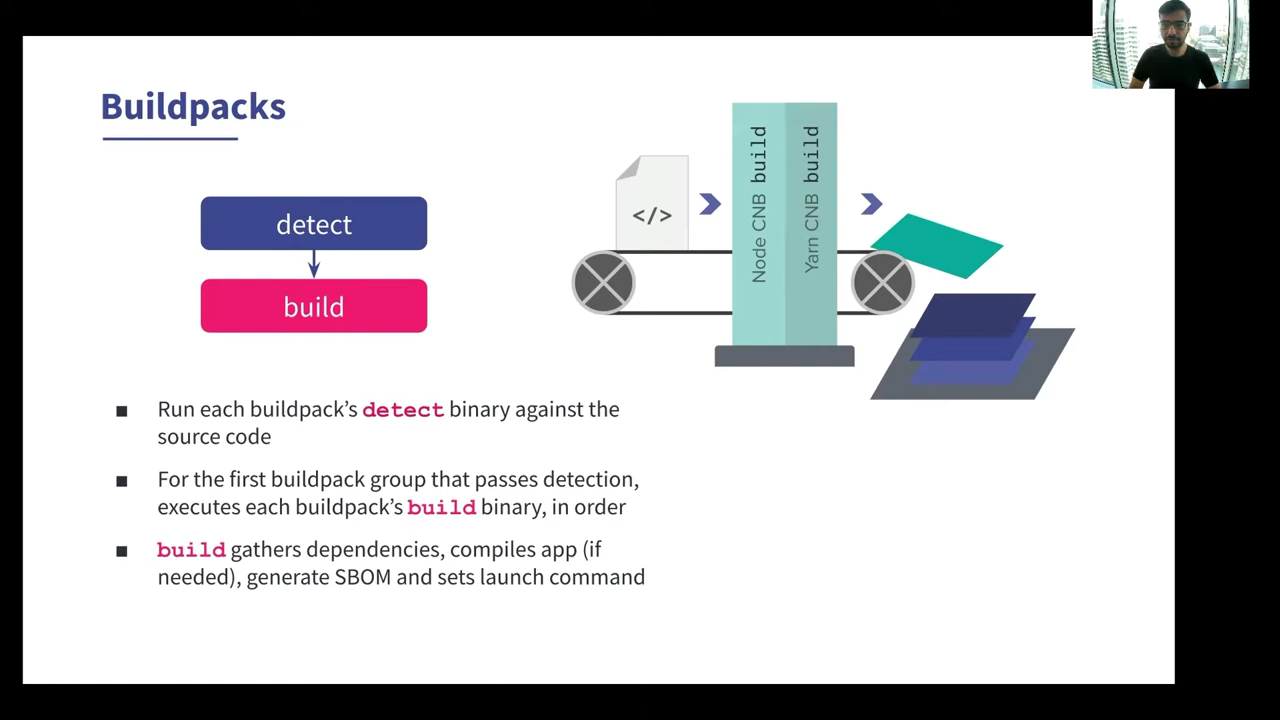 Buildpacks
detect
build
</>
Node CNB build
Yarn CNB build
■ Run each buildpack’s detect binary against the
source code
■ For the first buildpack group that passes detection,
executes each buildpack’s build binary, in order
■ build gathers dependencies, compiles app (if
needed), generate SBOM and sets launch command